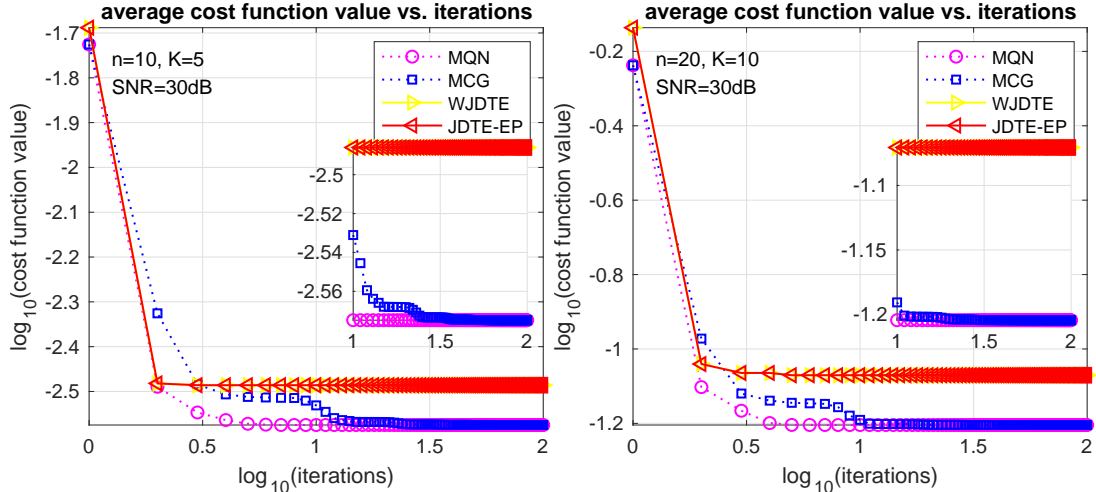 average cost function value vs. iterations
-1.7
-1.8
-1.9
-2
-2.1
-2.2
-2.3
-2.4
-2.5
log10(cost function value)
n=10, K=5
SNR=30dB
MQN
MCG
WJDTE
JDTE-EP
-2.5
-2.52
-2.54
-2.56
1
1.5
2
0
0.5
1
1.5
2
log10(iterations)
average cost function value vs. iterations
-0.2
-0.4
-0.6
-0.8
-1
-1.2
log10(cost function value)
n=20, K=10
SNR=30dB
MQN
MCG
WJDTE
JDTE-EP
-1.1
-1.15
-1.2
1
1.5
2
0
0.5
1
1.5
2
log10(iterations)